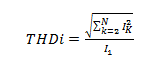 THDi = √(∑_{k=2}^{N} I_K^2) / I_1